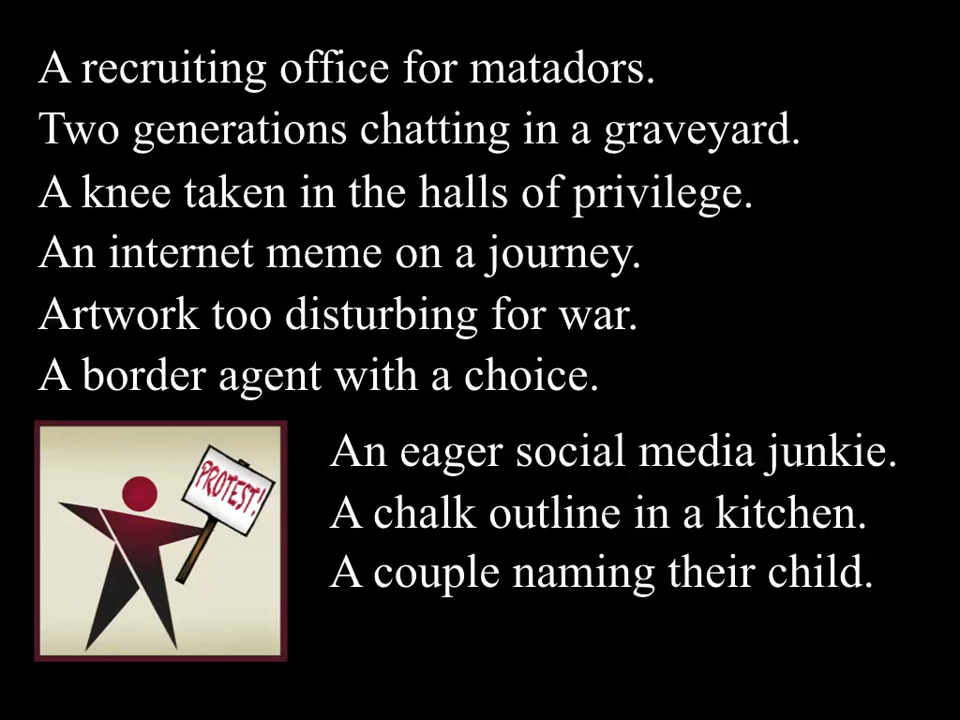 A recruiting office for matadors.
Two generations chatting in a graveyard.
A knee taken in the halls of privilege.
An internet meme on a journey.
Artwork too disturbing for war.
A border agent with a choice.
An eager social media junkie.
PROTEST!
A chalk outline in a kitchen.
A couple naming their child.